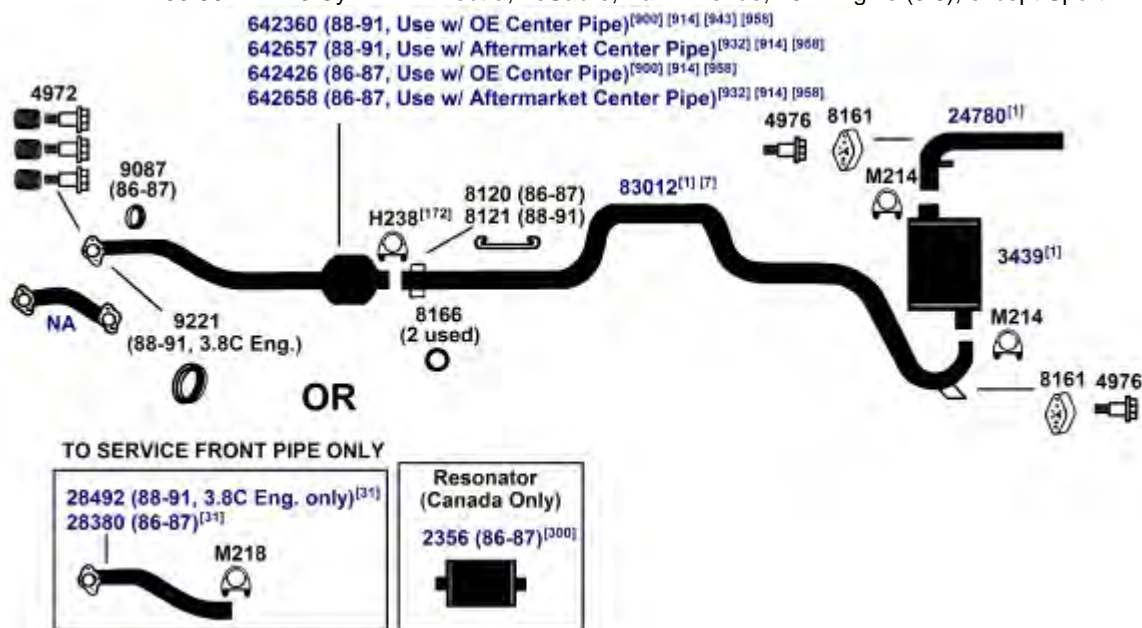 642360 (88-91, Use w/ OE Center Pipe)[900] [914] [943] [958]
642657 (88-91, Use w/ Aftermarket Center Pipe)[932] [914] [958]
642426 (86-87, Use w/ OE Center Pipe)[900] [914] [958]
642658 (86-87, Use w/ Aftermarket Center Pipe)[932] [914] [958]
4972
9087
(86-87)
H238[172]
8120 (86-87)
8121 (88-91)
83012[1] [7]
4976
8161
24780[1]
M214
3439[1]
M214
NA
9221
(88-91, 3.8C Eng.)
8166
(2 used)
8161
4976
OR
TO SERVICE FRONT PIPE ONLY
28492 (88-91, 3.8C Eng. only)[31]
28380 (86-87)[31]
M218
Resonator
(Canada Only)
2356 (86-87)[300]